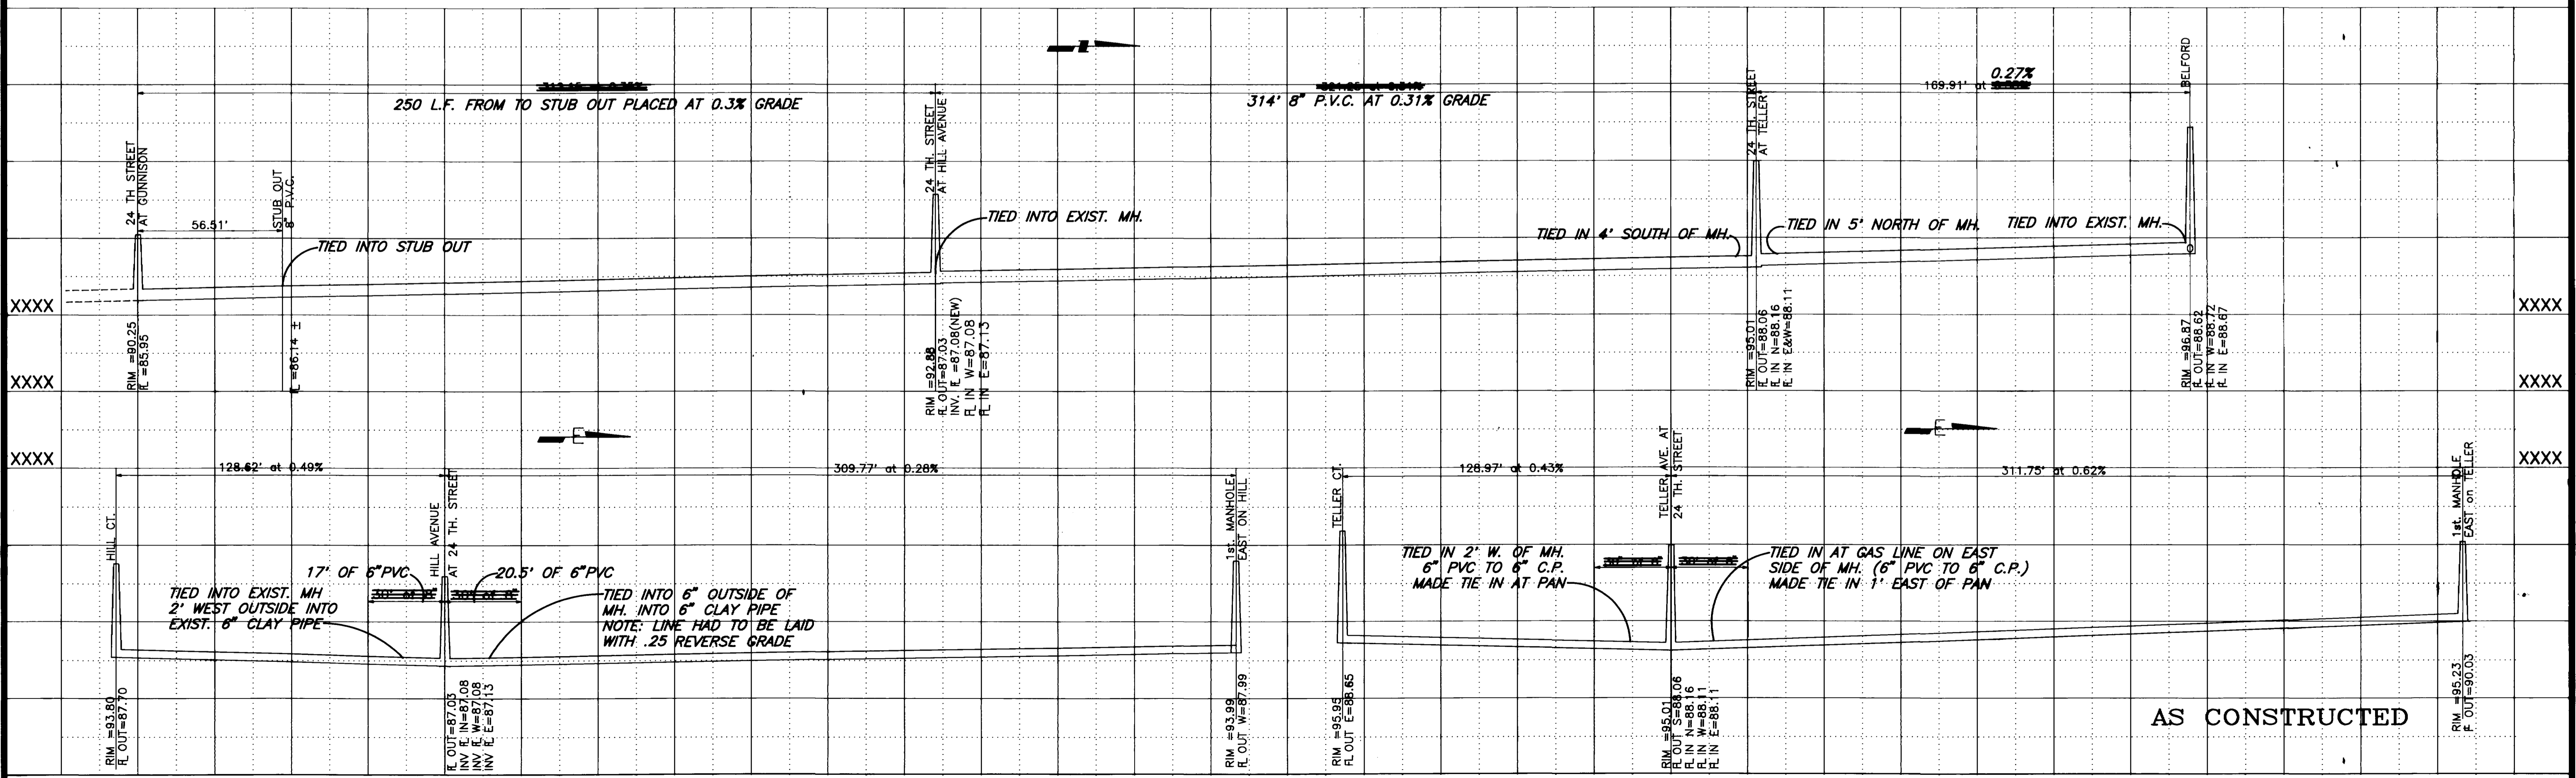 250 L.F. FROM TO STUB OUT PLACED AT 0.3% GRADE
314' 8" P.V.C. AT 0.31% GRADE
0.27%
169.91' at
BELFORD
24 TH STREET
AT GUNNISON
56.51'
STUB OUT
8" P.V.C.
TIED INTO STUB OUT
24 TH. STREET
AT HILL AVENUE
TIED INTO EXIST. MH.
TIED IN 4' SOUTH OF MH.
24 TH. STREET
AT TELLER
TIED IN 5' NORTH OF MH.
TIED INTO EXIST. MH.
XXXX
XXXX
XXXX
XXXX
XXXX
XXXX
RIM =90.25
FL =85.95
FL =86.14 ±
RIM =92.88
FL OUT=87.03
INV. FL =87.08(NEW)
FL IN W=87.08
FL IN E=87.13
RIM =95.01
FL OUT=88.06
FL IN N=88.16
FL IN E&W=88.11
RIM =96.87
FL OUT=88.62
FL IN W=88.72
FL IN E=88.67
E
E
128.62' at 0.49%
309.77' at 0.28%
128.97' at 0.43%
311.75' at 0.62%
HILL CT.
HILL AVENUE
AT 24 TH. STREET
1st. MANHOLE
EAST ON HILL
TELLER CT.
TELLER AVE. AT
24 TH. STREET
1st. MANHOLE
EAST on TELLER
17' OF 6"PVC
20.5' OF 6"PVC
30' of 8"
30' of 8"
TIED INTO EXIST. MH
2' WEST OUTSIDE INTO
EXIST. 6" CLAY PIPE
TIED INTO 6" OUTSIDE OF
MH. INTO 6" CLAY PIPE
NOTE: LINE HAD TO BE LAID
WITH .25 REVERSE GRADE
TIED IN 2' W. OF MH.
6" PVC TO 6" C.P.
MADE TIE IN AT PAN
TIED IN AT GAS LINE ON EAST
SIDE OF MH. (6" PVC TO 6" C.P.)
MADE TIE IN 1' EAST OF PAN
RIM =93.80
FL OUT=87.70
FL OUT=87.03
INV FL IN=87.08
INV FL W=87.08
INV FL E=87.13
RIM =93.99
FL OUT W=87.99
RIM =95.95
FL OUT E=88.65
RIM =95.01
FL OUT S=88.06
FL IN N=88.16
FL IN W=88.11
FL IN E=88.11
RIM =95.23
FL OUT=90.03
AS CONSTRUCTED